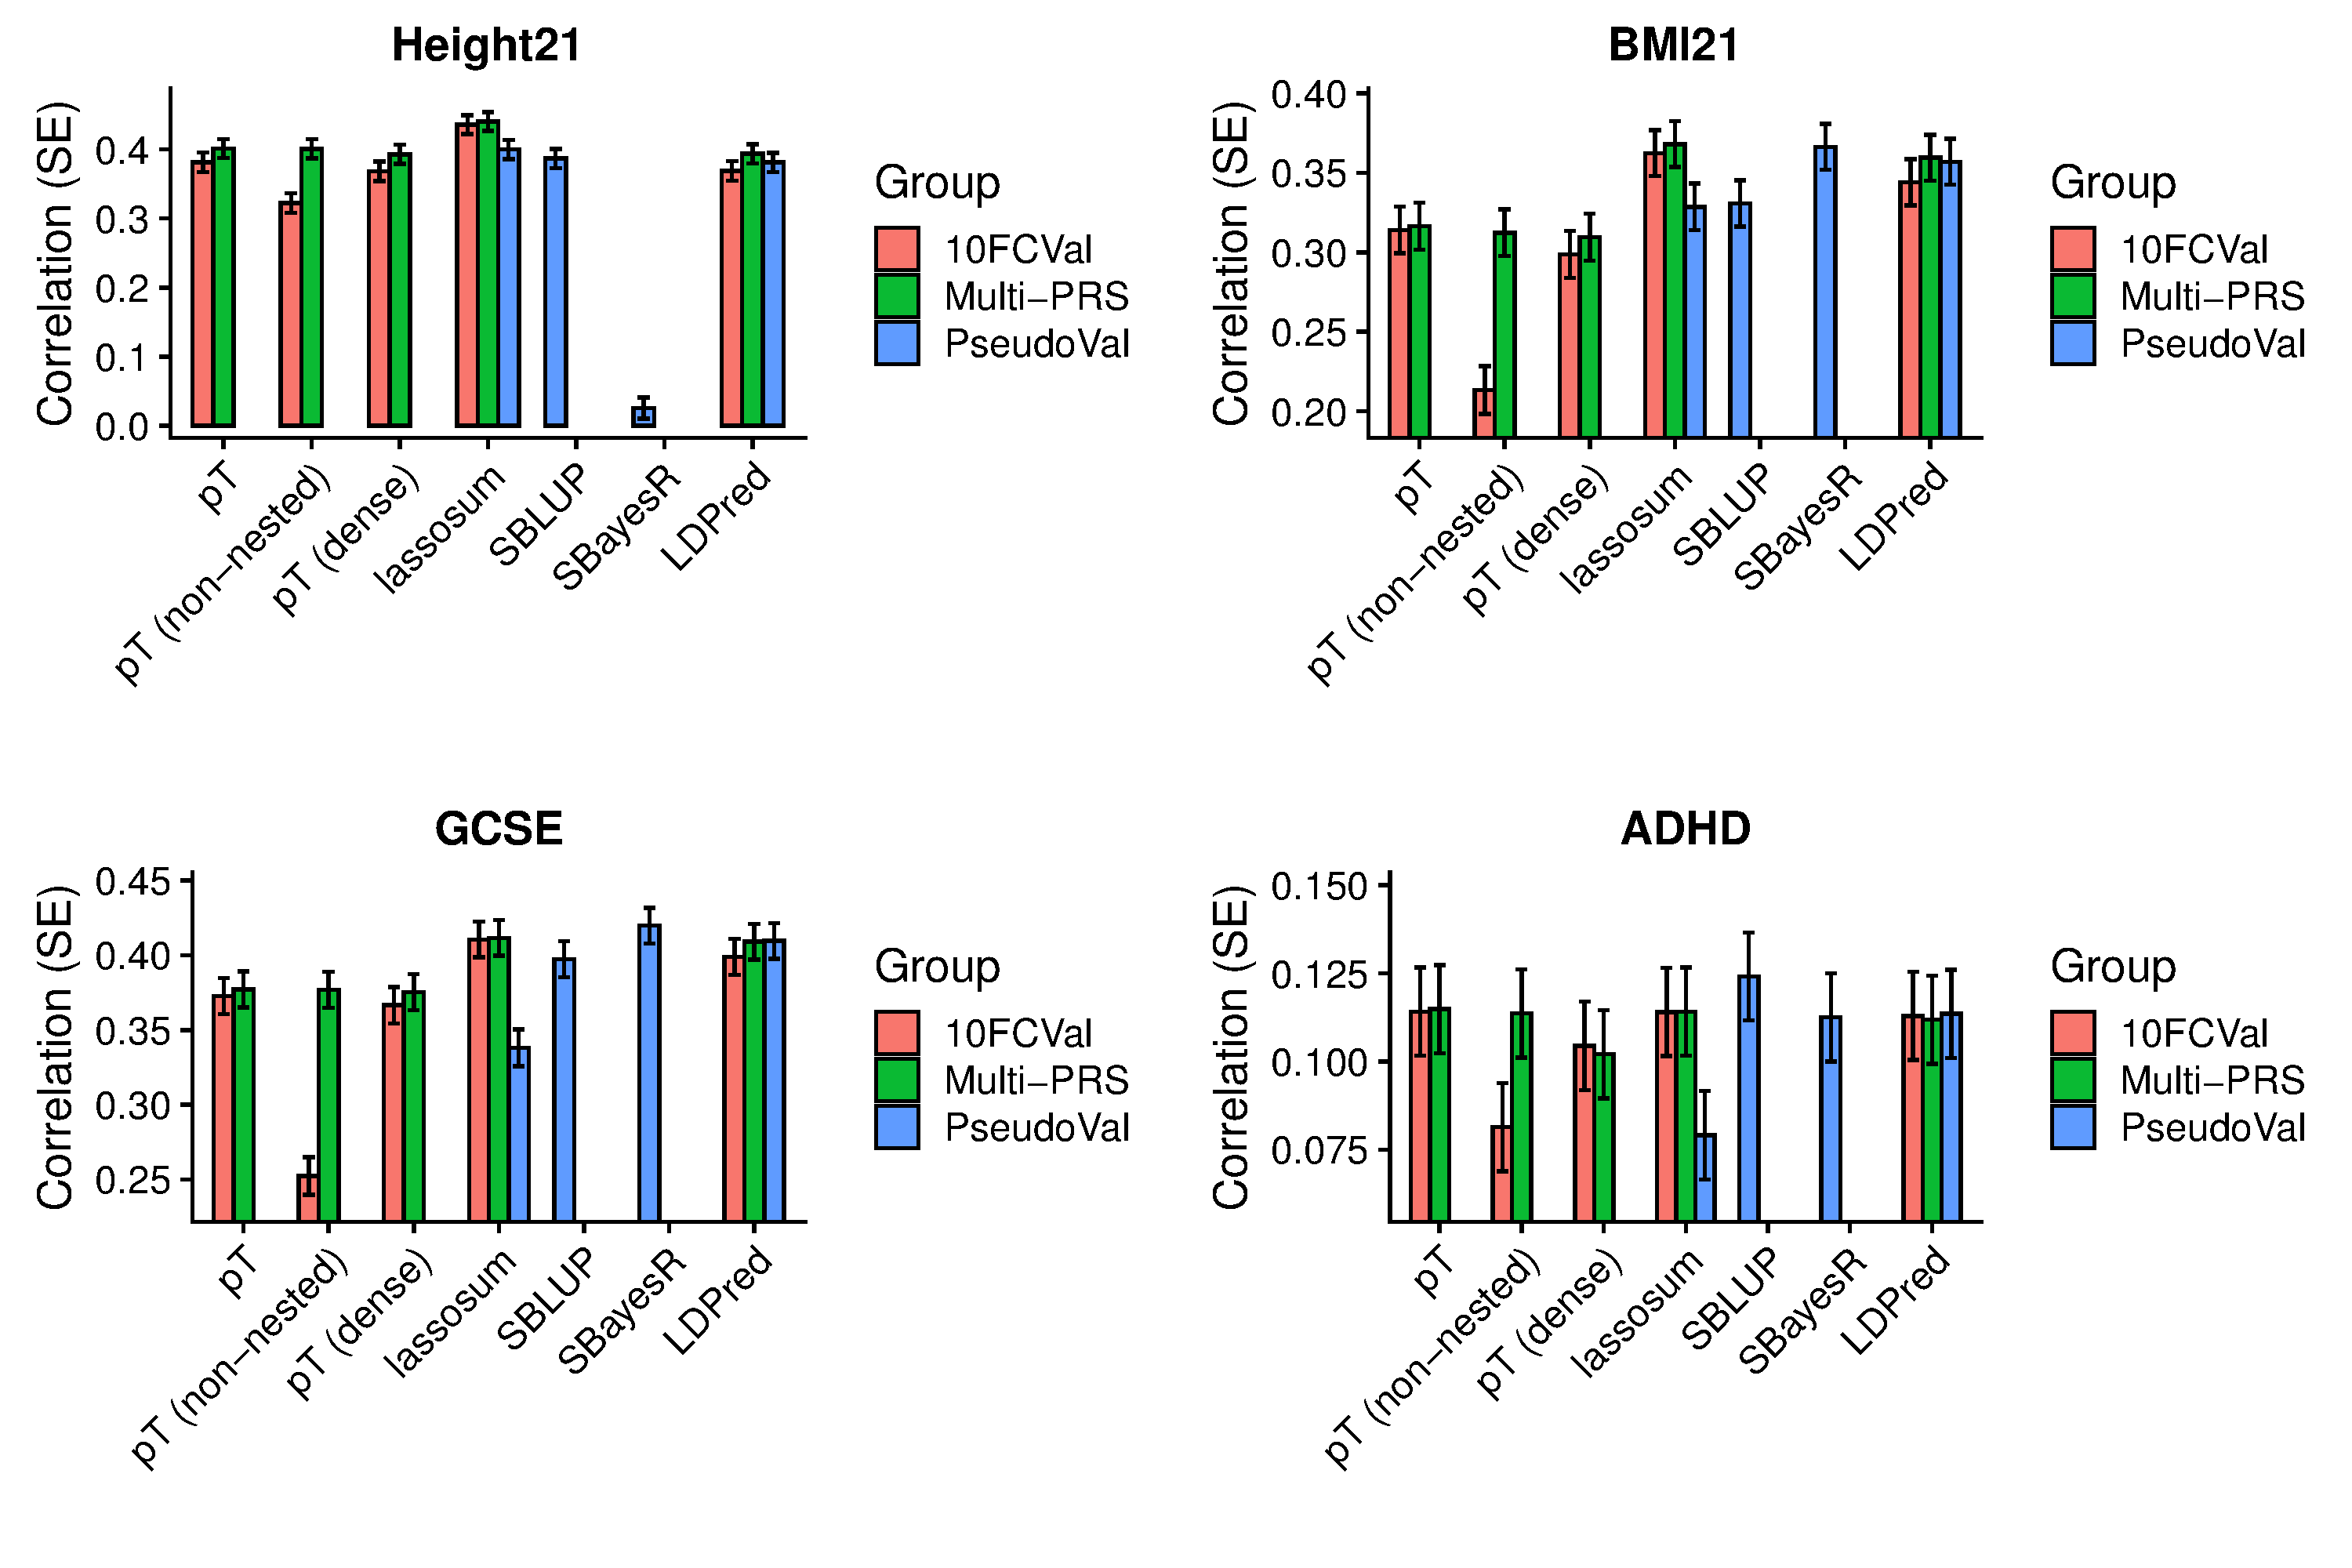 Height21
Correlation (SE)
0.4
0.3
0.2
0.1
0.0
pT
pT (non−nested)
pT (dense)
lassosum
SBLUP
SBayesR
LDPred
Group
10FCVal
Multi−PRS
PseudoVal
BMI21
Correlation (SE)
0.40
0.35
0.30
0.25
0.20
pT
pT (non−nested)
pT (dense)
lassosum
SBLUP
SBayesR
LDPred
Group
10FCVal
Multi−PRS
PseudoVal
GCSE
Correlation (SE)
0.45
0.40
0.35
0.30
0.25
pT
pT (non−nested)
pT (dense)
lassosum
SBLUP
SBayesR
LDPred
Group
10FCVal
Multi−PRS
PseudoVal
ADHD
Correlation (SE)
0.150
0.125
0.100
0.075
pT
pT (non−nested)
pT (dense)
lassosum
SBLUP
SBayesR
LDPred
Group
10FCVal
Multi−PRS
PseudoVal